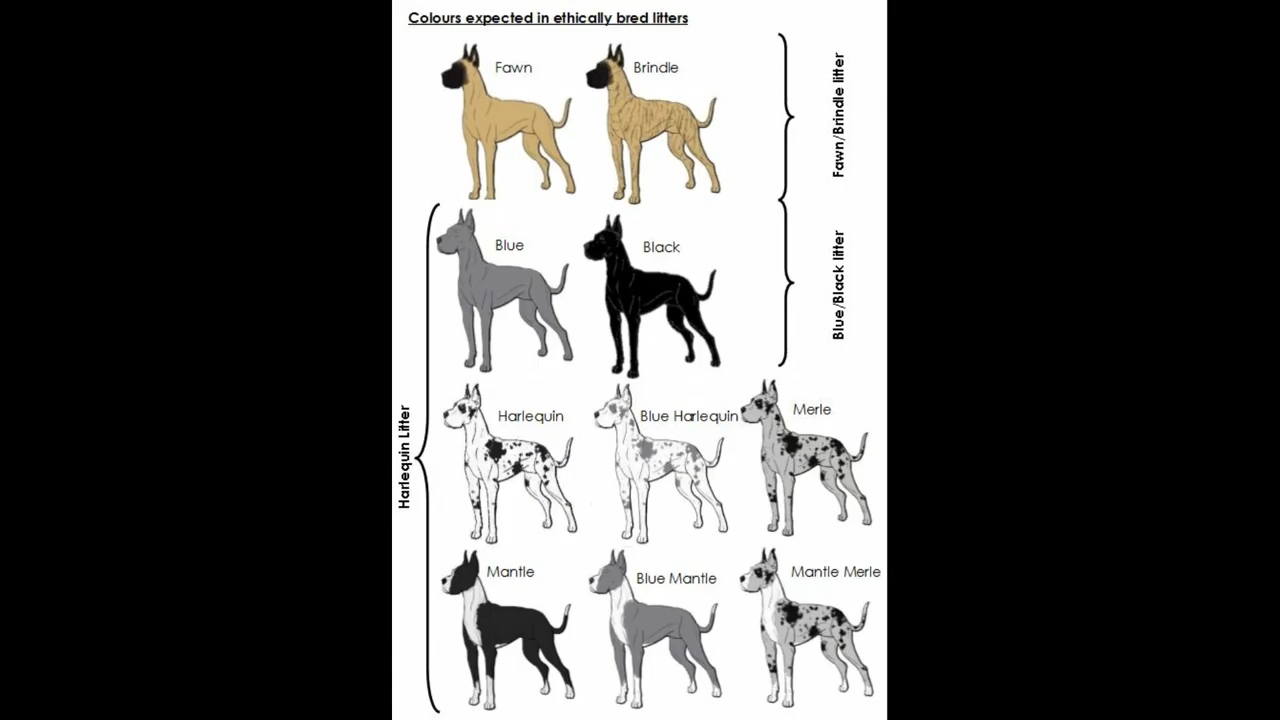 Colours expected in ethically bred litters
Fawn
Brindle
Fawn/Brindle litter
Blue
Black
Blue/Black litter
Harlequin Litter
Harlequin
Blue Harlequin
Merle
Mantle
Blue Mantle
Mantle Merle